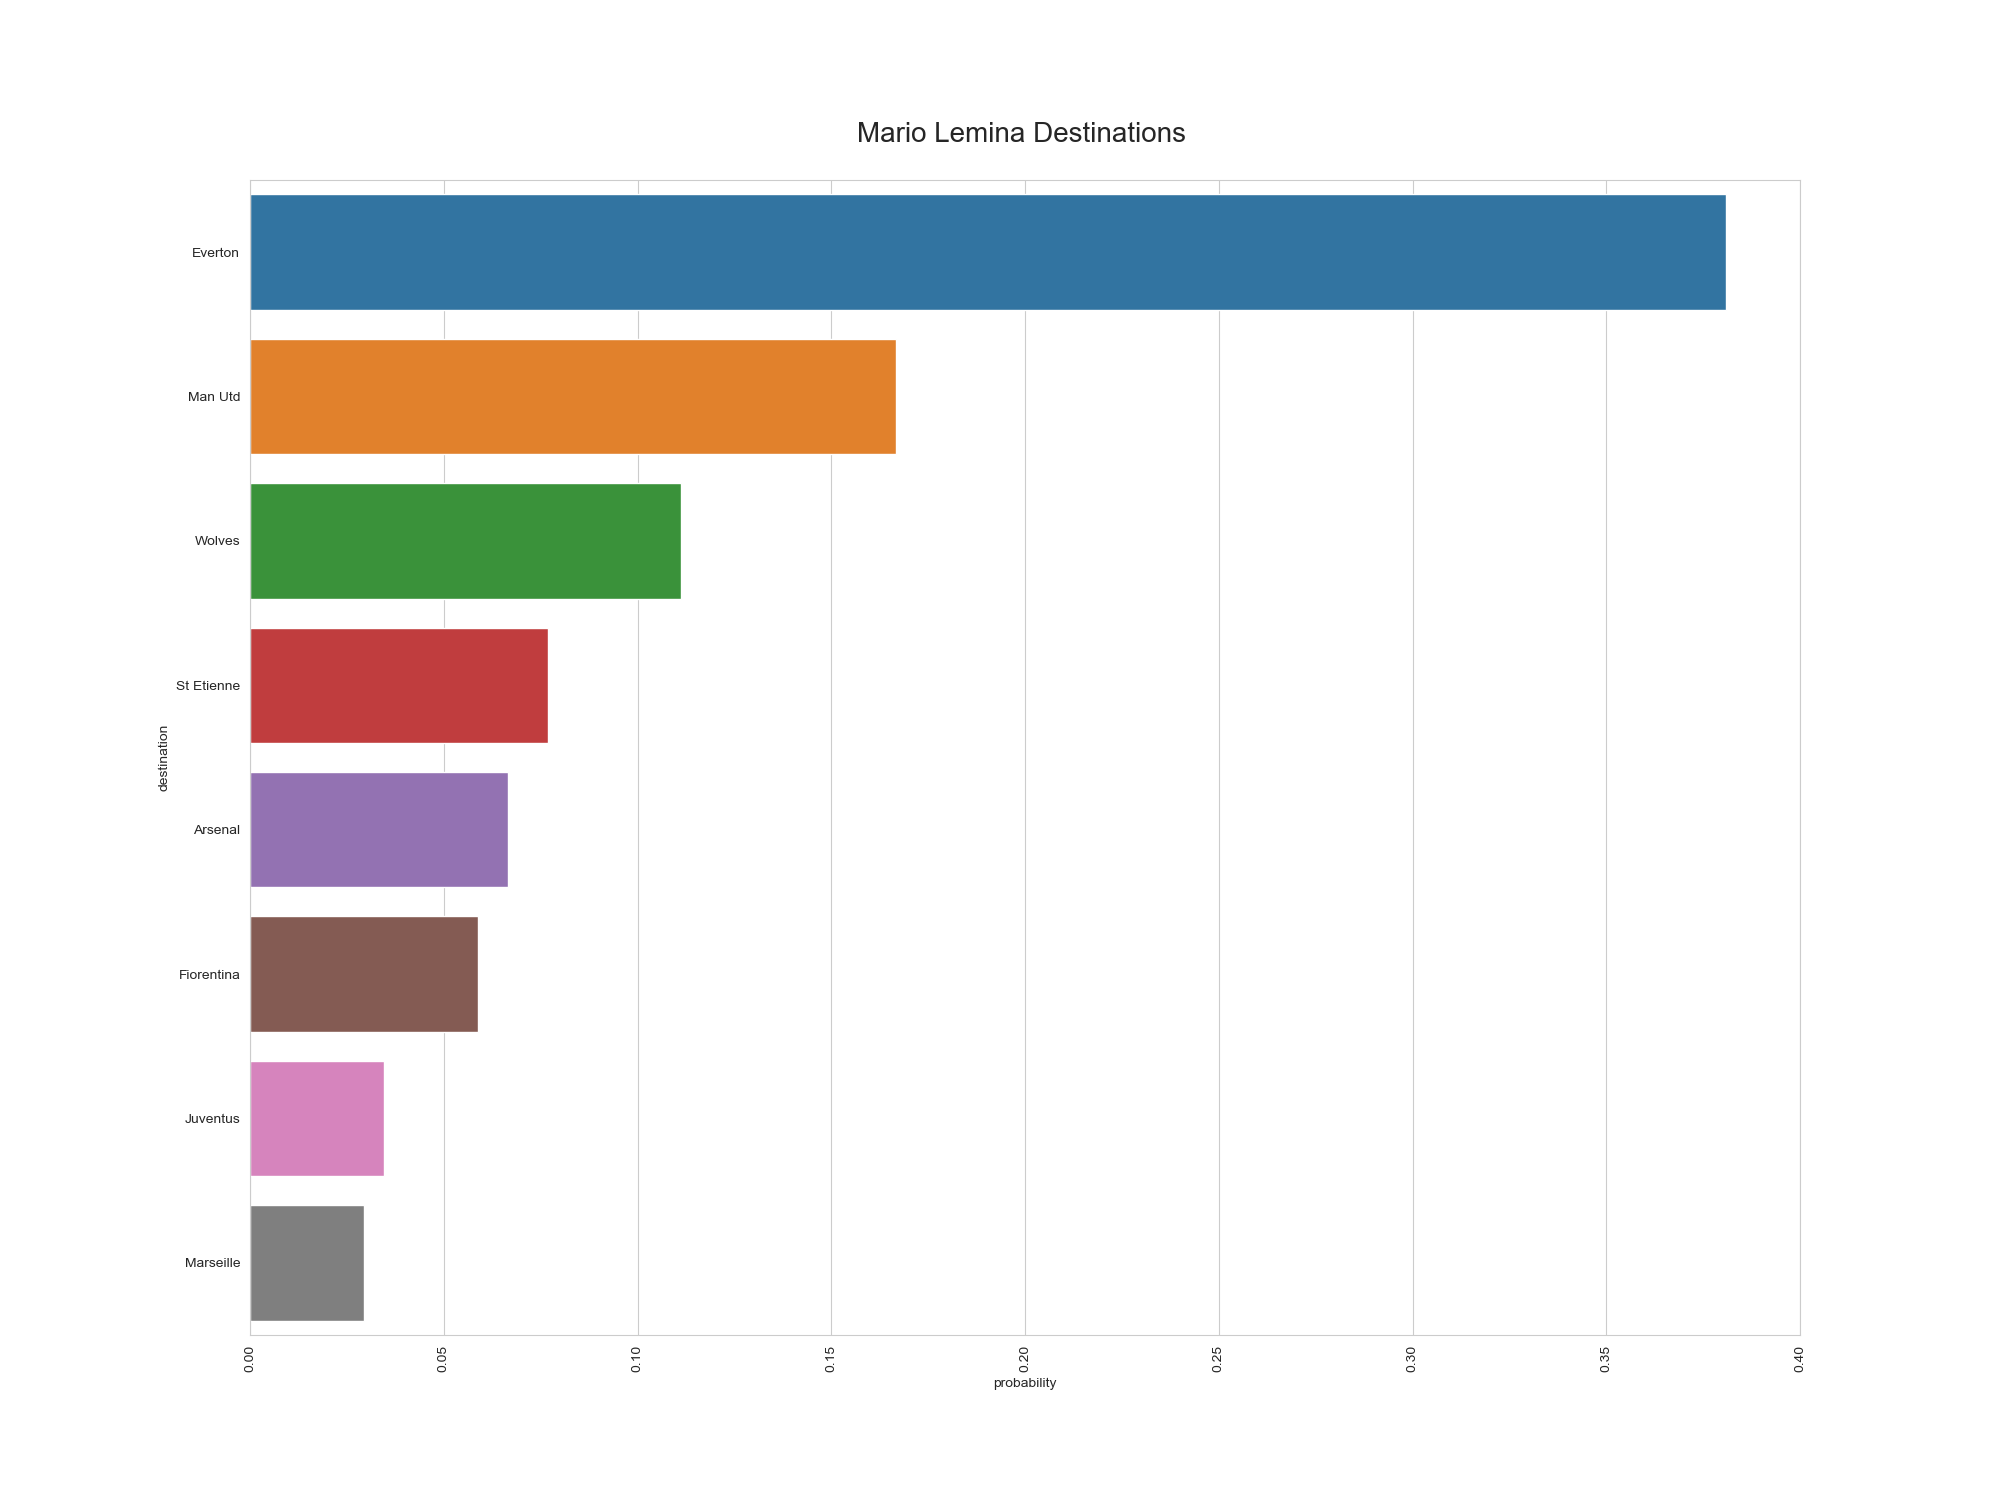 Mario Lemina Destinations
Everton
Man Utd
Wolves
St Etienne
Arsenal
Fiorentina
Juventus
Marseille
destination
0.00 0.05 0.10 0.15 0.20 0.25 0.30 0.35 0.40
probability